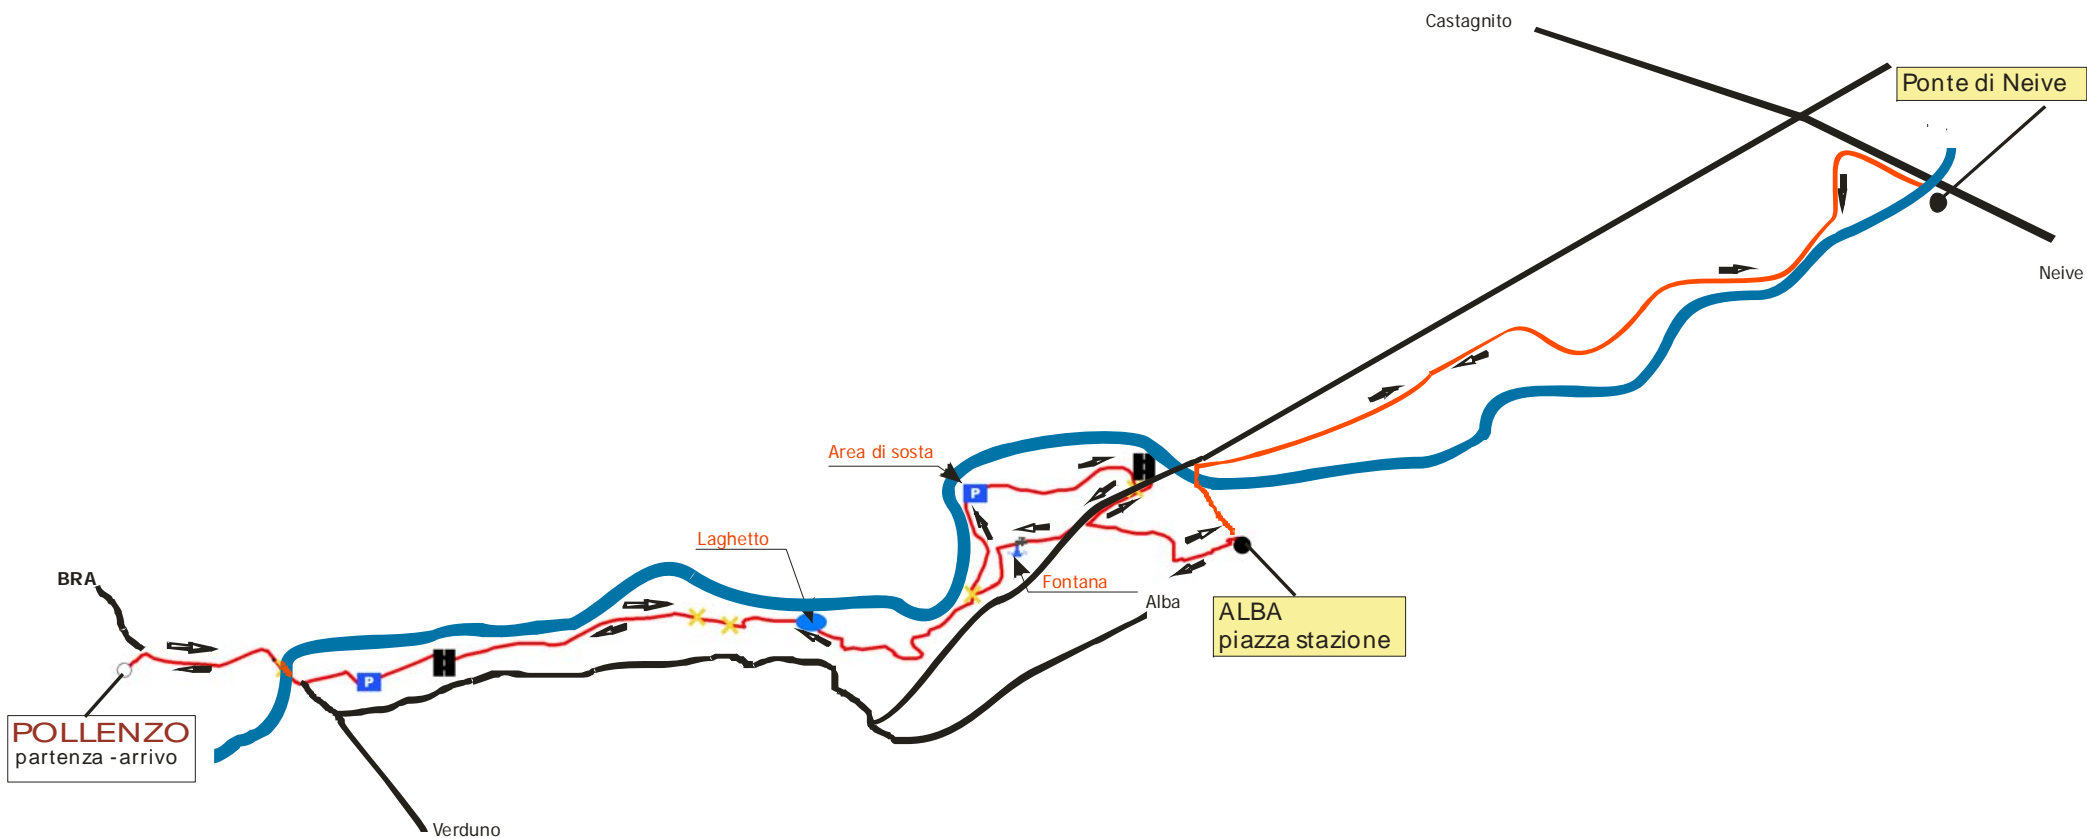 Castagnito
Ponte di Neive
Neive
Area di sosta
P
Laghetto
Fontana
BRA
Alba
ALBA
piazza stazione
P
POLLENZO
partenza - arrivo
Verduno